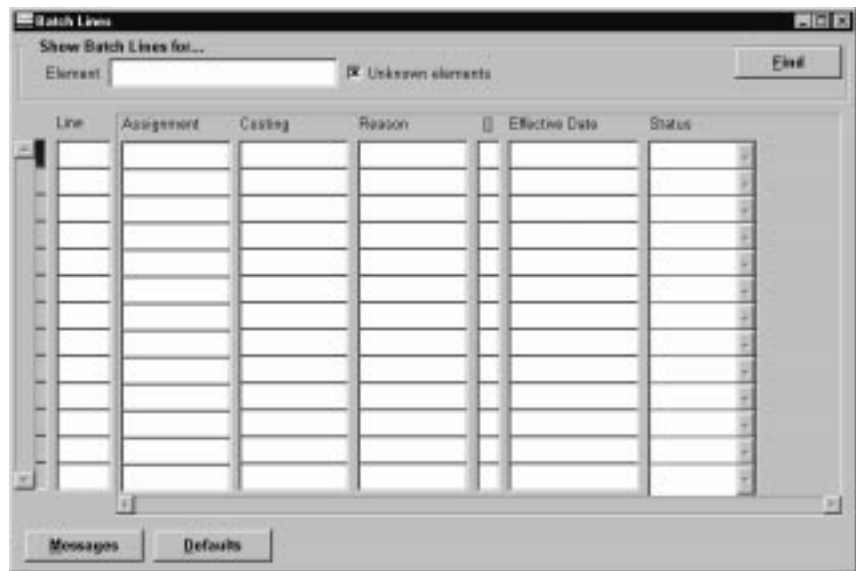 Batch Lines
Show Batch Lines for...
Element
Unknown elements
Find
Line Assignment Costing Reason [] Effective Date Status
Messages Defaults